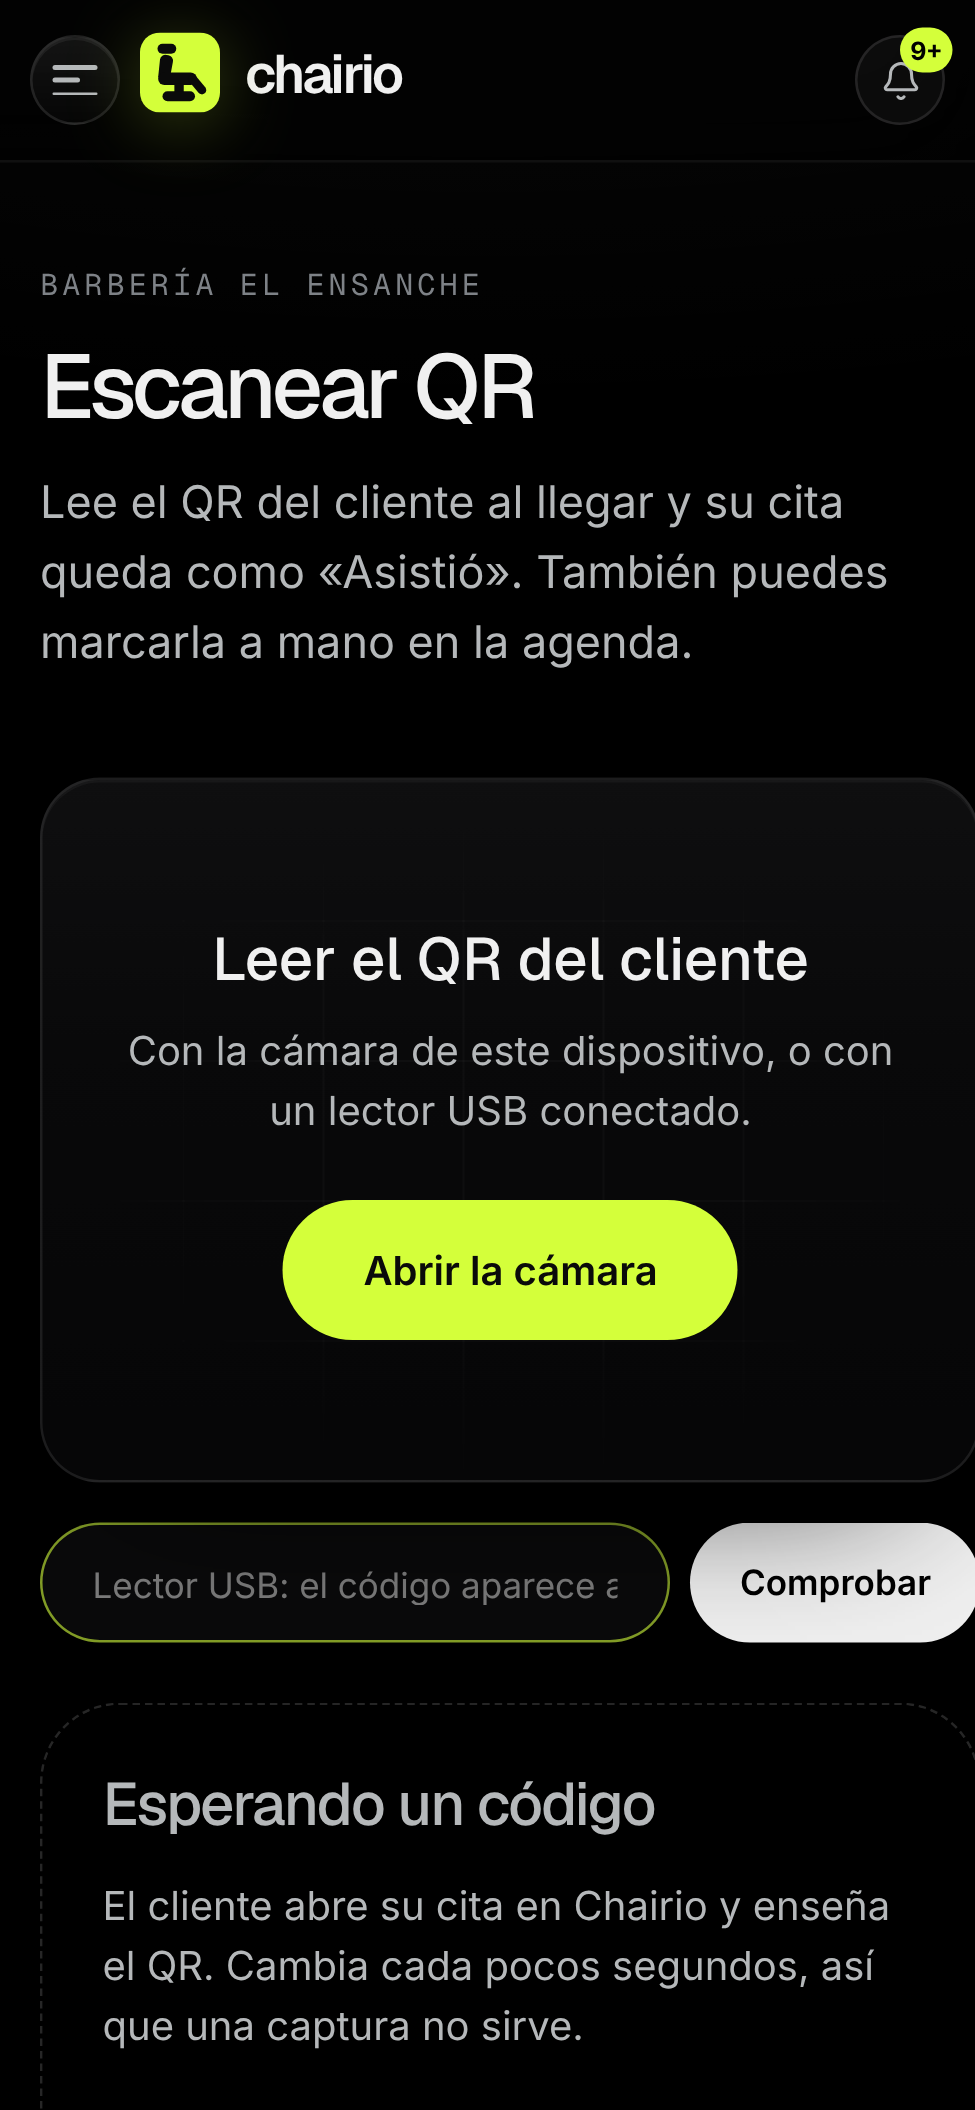 chairio
9+
BARBERÍA EL ENSANCHE
Escanear QR
Lee el QR del cliente al llegar y su cita
queda como «Asistió». También puedes
marcarla a mano en la agenda.
Leer el QR del cliente
Con la cámara de este dispositivo, o con
un lector USB conectado.
Abrir la cámara
Lector USB: el código aparece a
Comprobar
Esperando un código
El cliente abre su cita en Chairio y enseña
el QR. Cambia cada pocos segundos, así
que una captura no sirve.